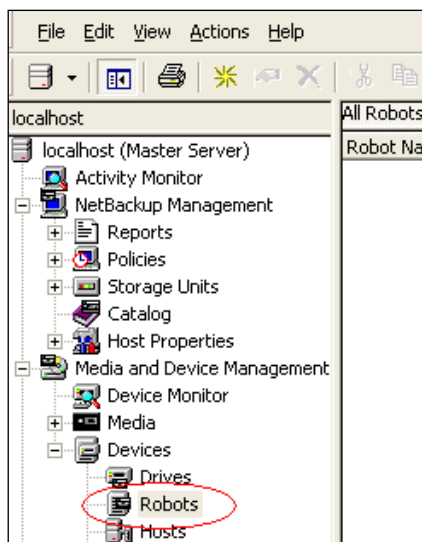 File Edit View Actions Help
localhost
All Robots
localhost (Master Server)
Robot Na
Activity Monitor
NetBackup Management
Reports
Policies
Storage Units
Catalog
Host Properties
Media and Device Management
Device Monitor
Media
Devices
Drives
Robots
Hosts